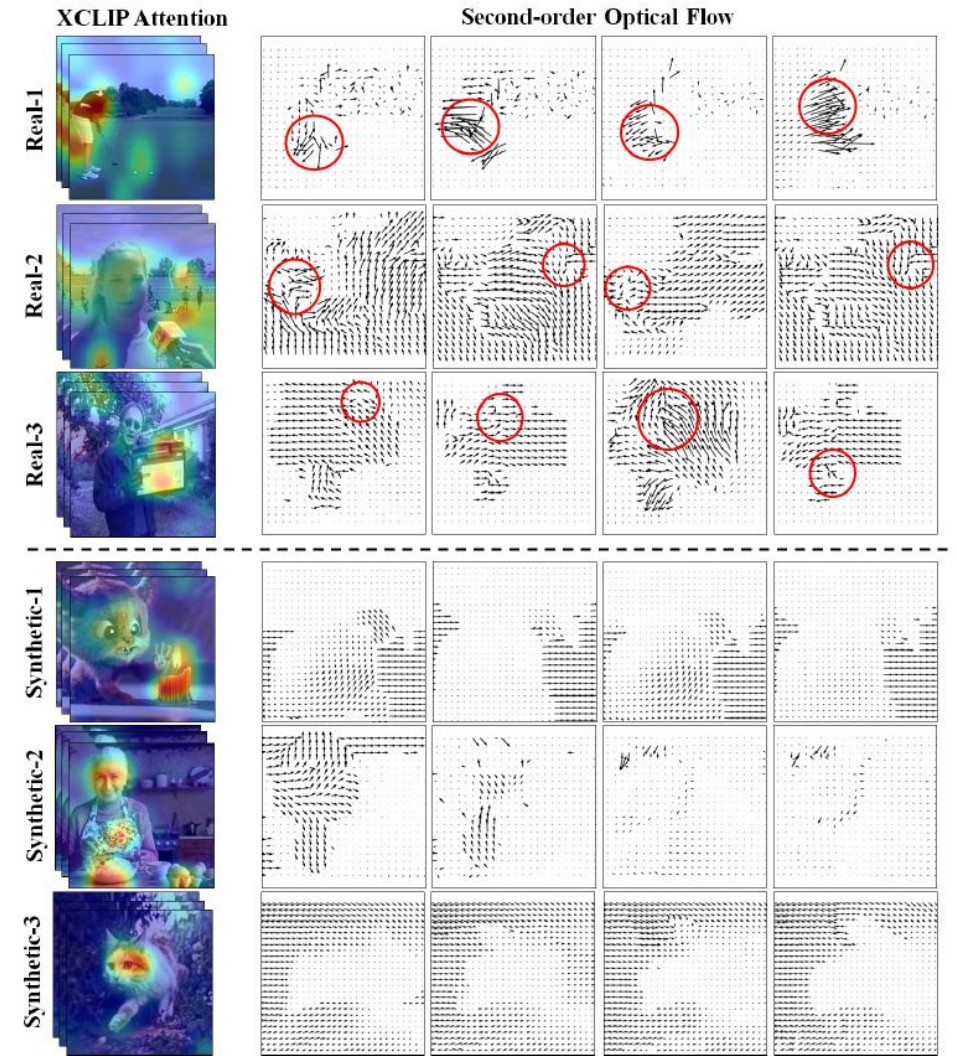 XCLIP Attention
Second-order Optical Flow
Real-1
Real-2
Real-3
Synthetic-1
Synthetic-2
Synthetic-3